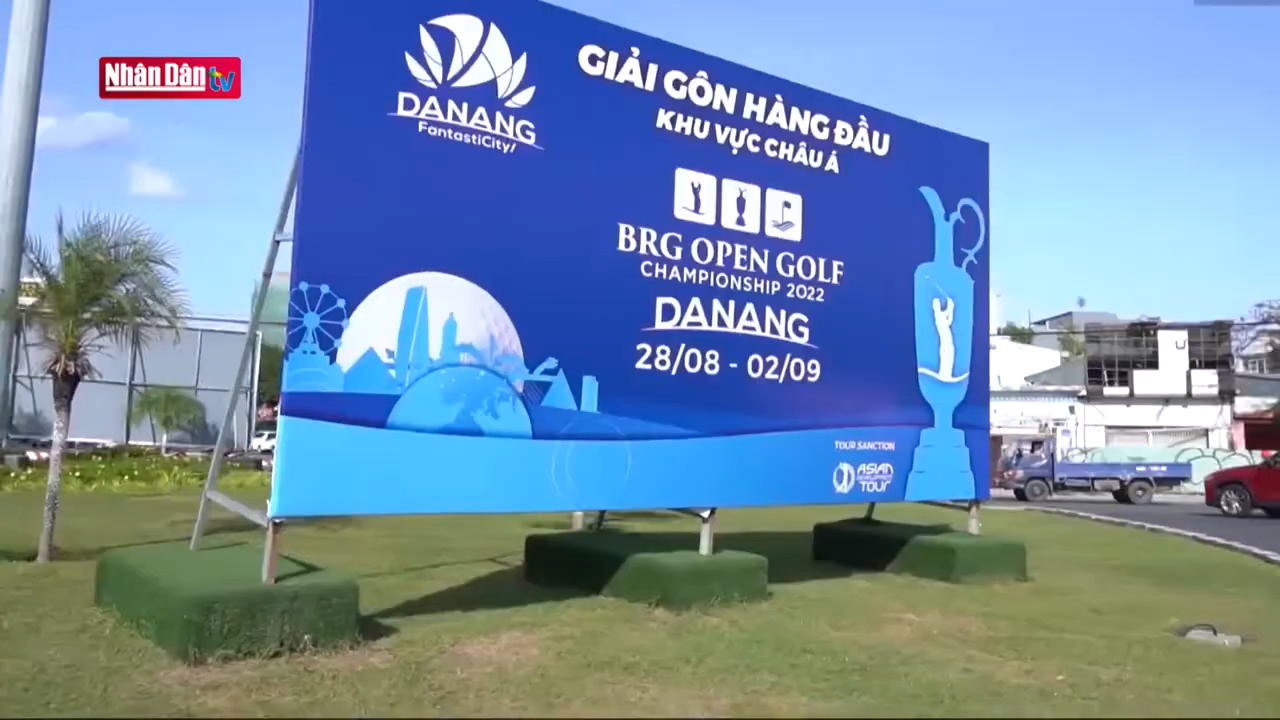 Nhân Dân tv
DANANG
FantastiCity!
GIẢI GÔN HÀNG ĐẦU
KHU VỰC CHÂU Á
BRG OPEN GOLF
CHAMPIONSHIP 2022
DANANG
28/08 - 02/09
TOUR SANCTION
ASIAN
DEVELOPMENT
TOUR